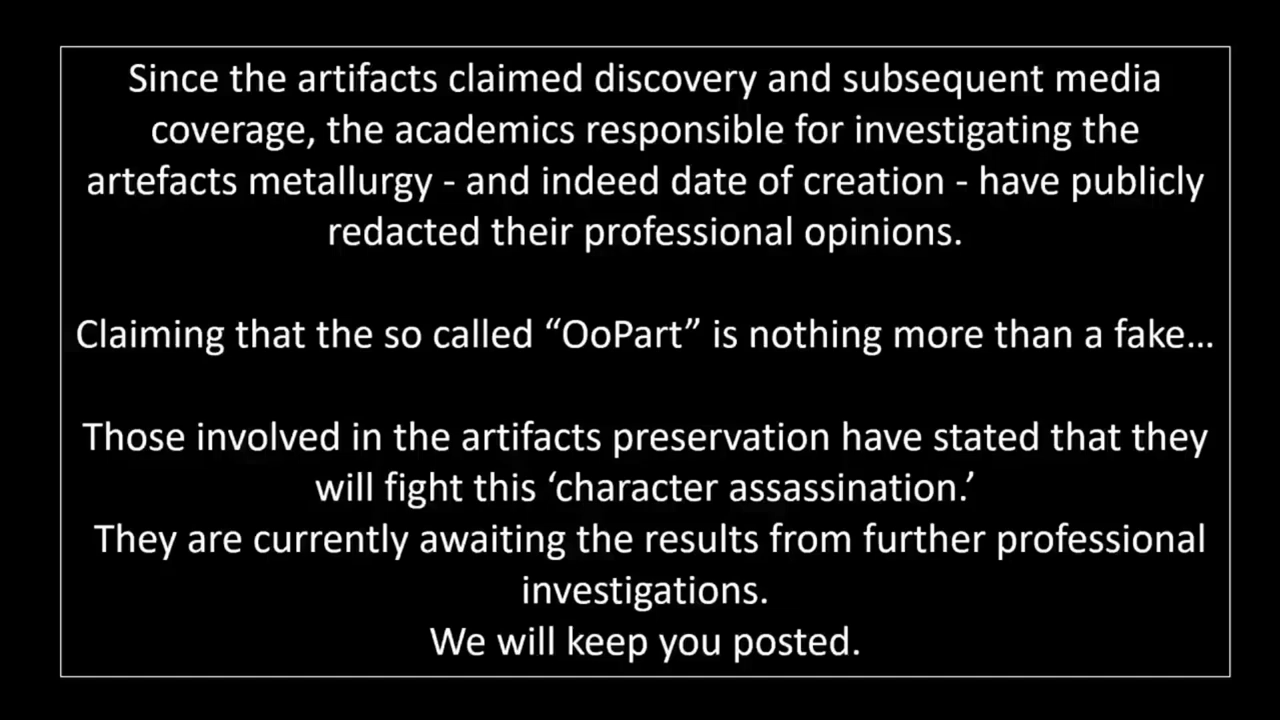 Since the artifacts claimed discovery and subsequent media
coverage, the academics responsible for investigating the
artefacts metallurgy - and indeed date of creation - have publicly
redacted their professional opinions.
Claiming that the so called “OoPart” is nothing more than a fake…
Those involved in the artifacts preservation have stated that they
will fight this ‘character assassination.’
They are currently awaiting the results from further professional
investigations.
We will keep you posted.